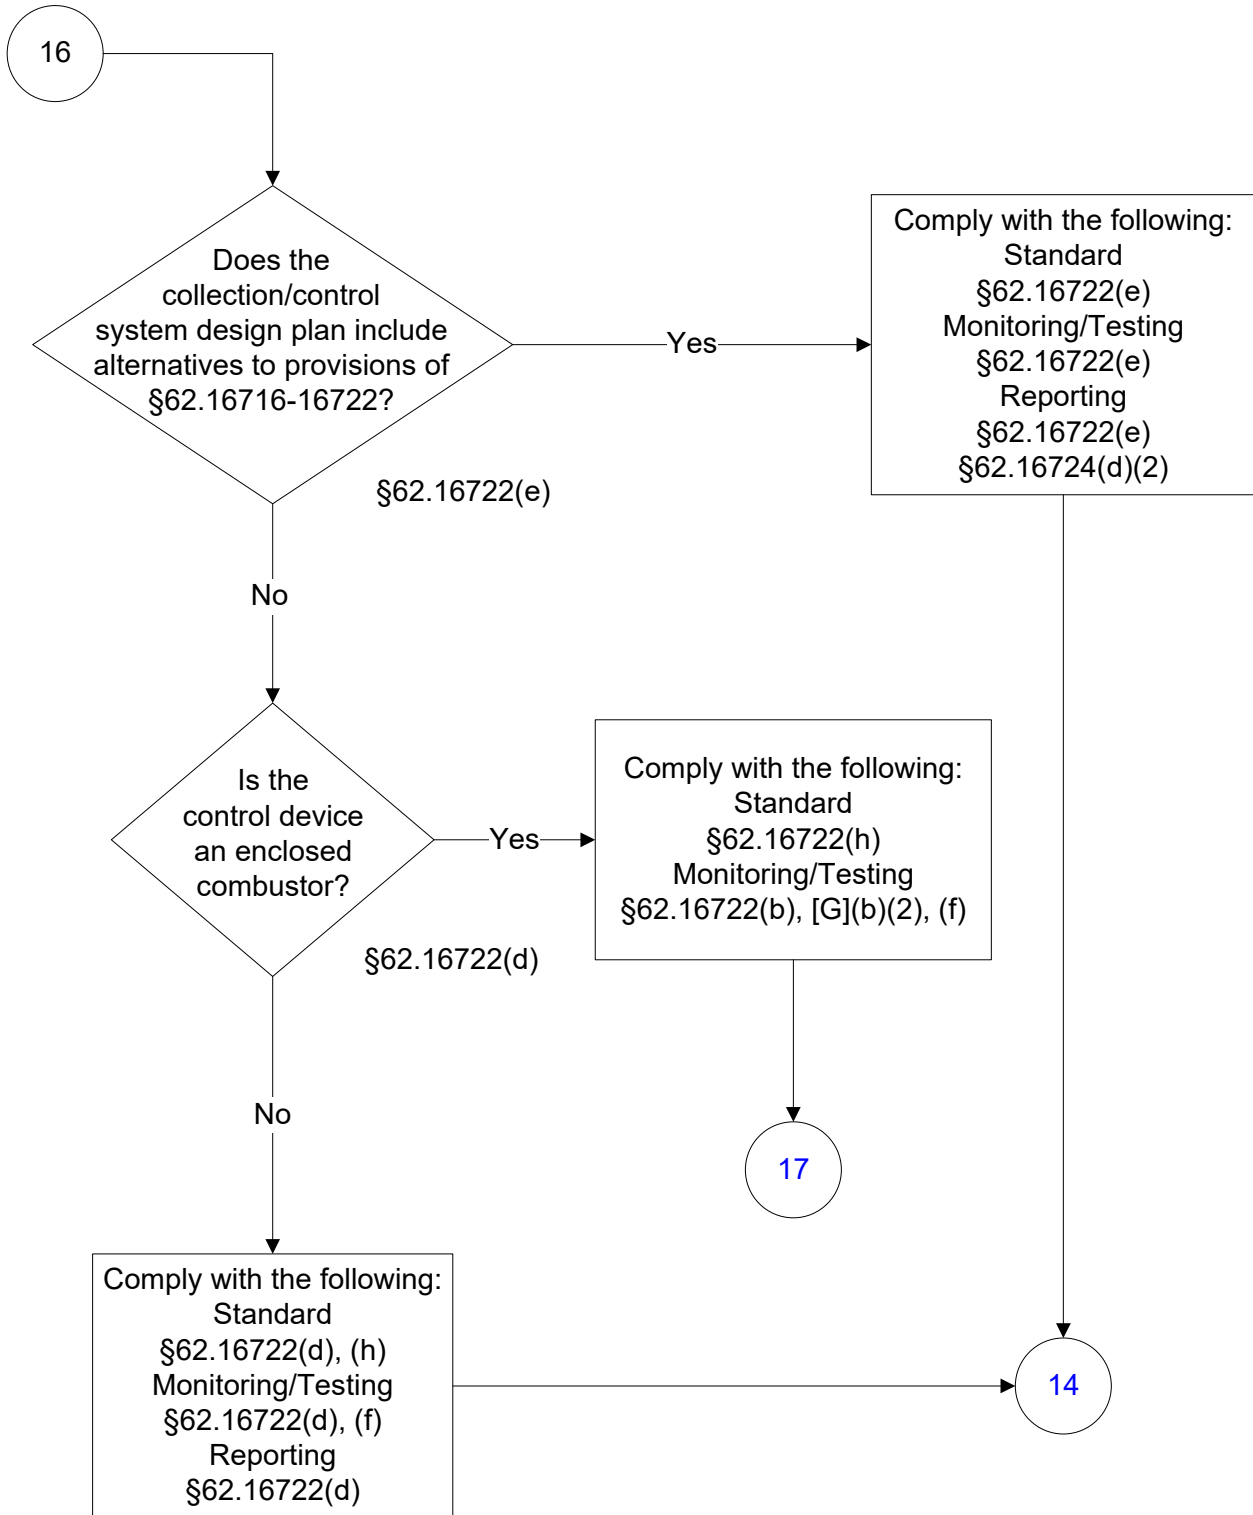 16
Does the
collection/control
system design plan include
alternatives to provisions of
§62.16716-16722?
Yes
Comply with the following:
Standard
§62.16722(e)
Monitoring/Testing
§62.16722(e)
Reporting
§62.16722(e)
§62.16724(d)(2)
§62.16722(e)
No
Is the
control device
an enclosed
combustor?
Yes
Comply with the following:
Standard
§62.16722(h)
Monitoring/Testing
§62.16722(b), [G](b)(2), (f)
§62.16722(d)
No
17
Comply with the following:
Standard
§62.16722(d), (h)
Monitoring/Testing
§62.16722(d), (f)
Reporting
§62.16722(d)
14